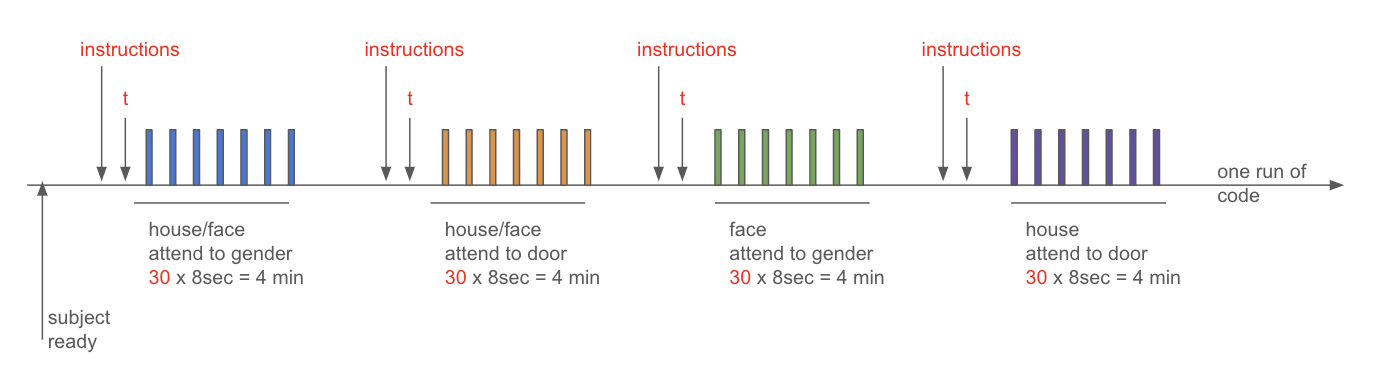 instructions
instructions
instructions
instructions
t
t
t
t
one run of
code
house/face
attend to gender
30 x 8sec = 4 min
house/face
attend to door
30 x 8sec = 4 min
face
attend to gender
30 x 8sec = 4 min
house
attend to door
30 x 8sec = 4 min
subject
ready